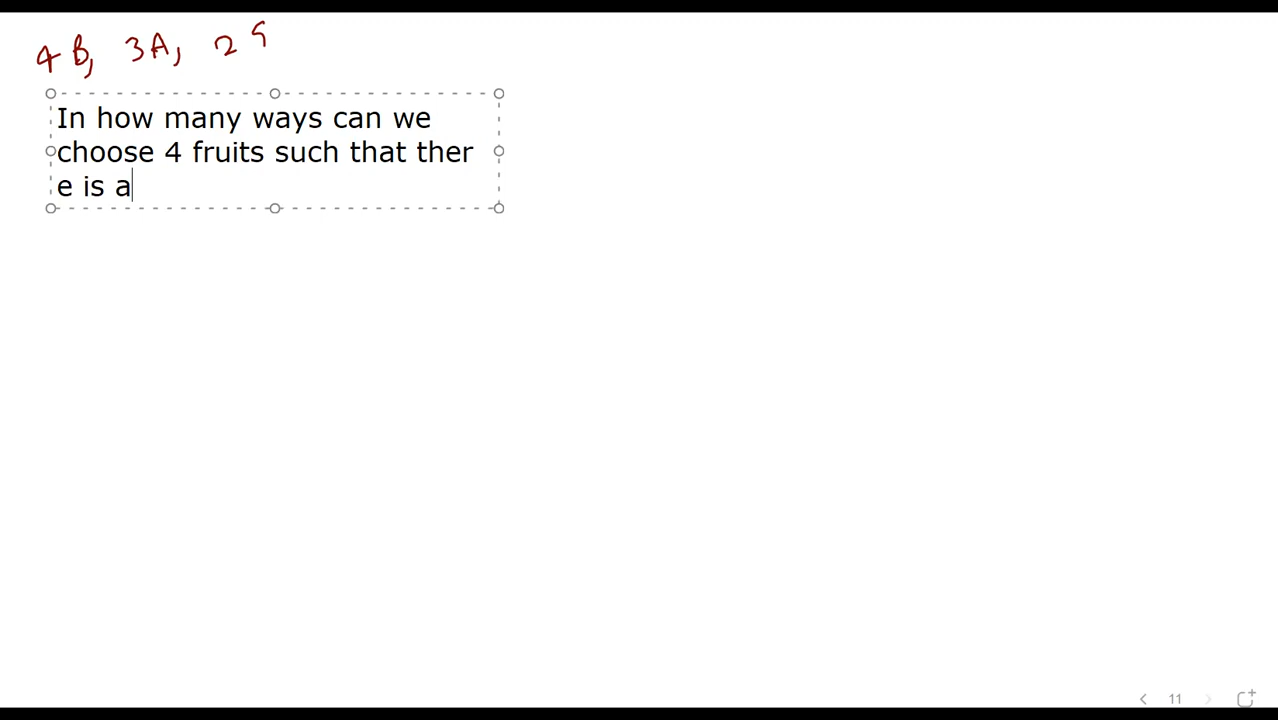 4 B, 3A, 2
In how many ways can we
choose 4 fruits such that ther
e is a
11